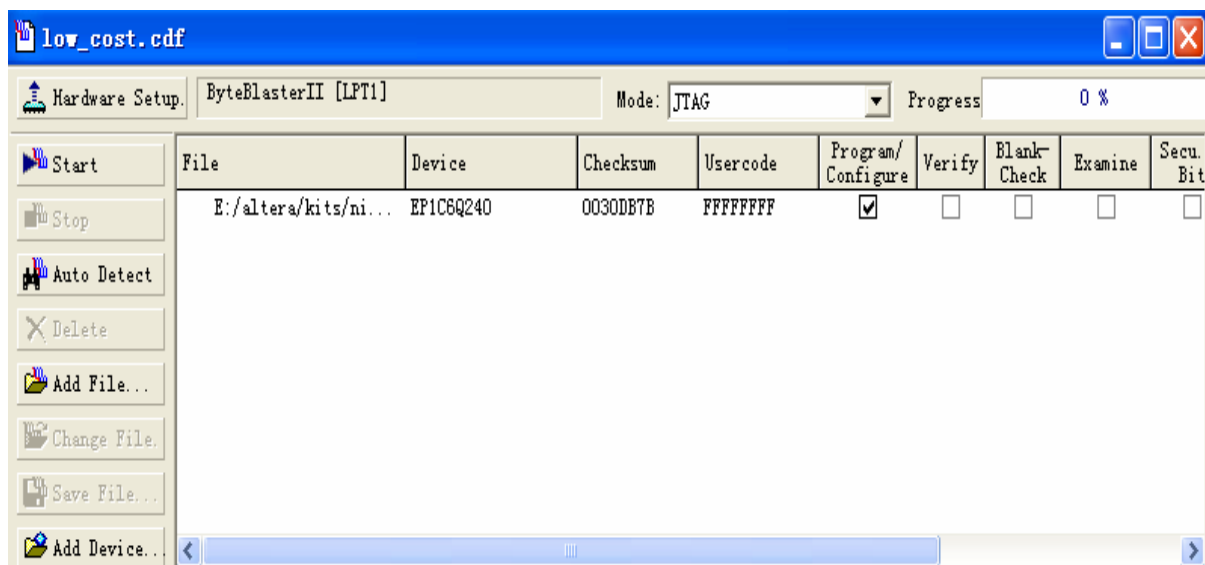 low_cost.cdf
Hardware Setup. ByteBlasterII [LPT1] Mode: JTAG Progress 0 %
Start
Stop
Auto Detect
Delete
Add File...
Change File.
Save File...
Add Device..
File Device Checksum Usercode Program/ Configure Verify Blank- Check Examine Secu. Bit
E:/altera/kits/ni... EP1C6Q240 0030DB7B FFFFFFFF